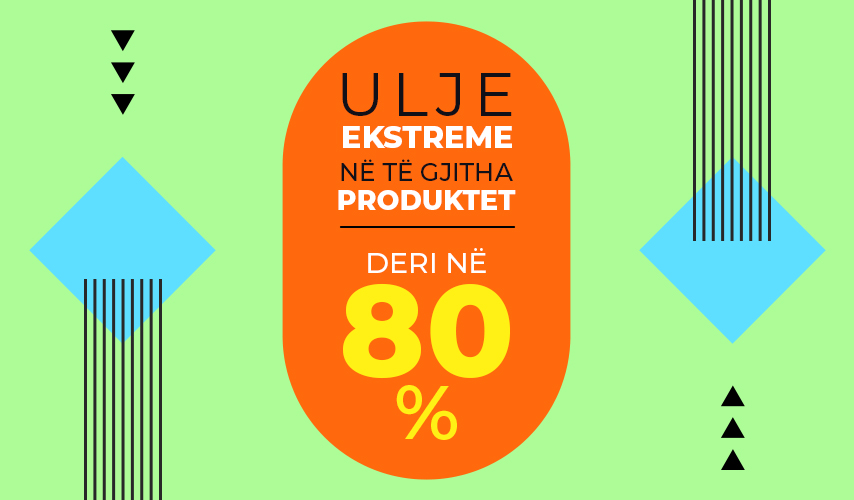 ULJE
EKSTREME
NË TË GJITHA
PRODUKTET
DERI NË
80
%